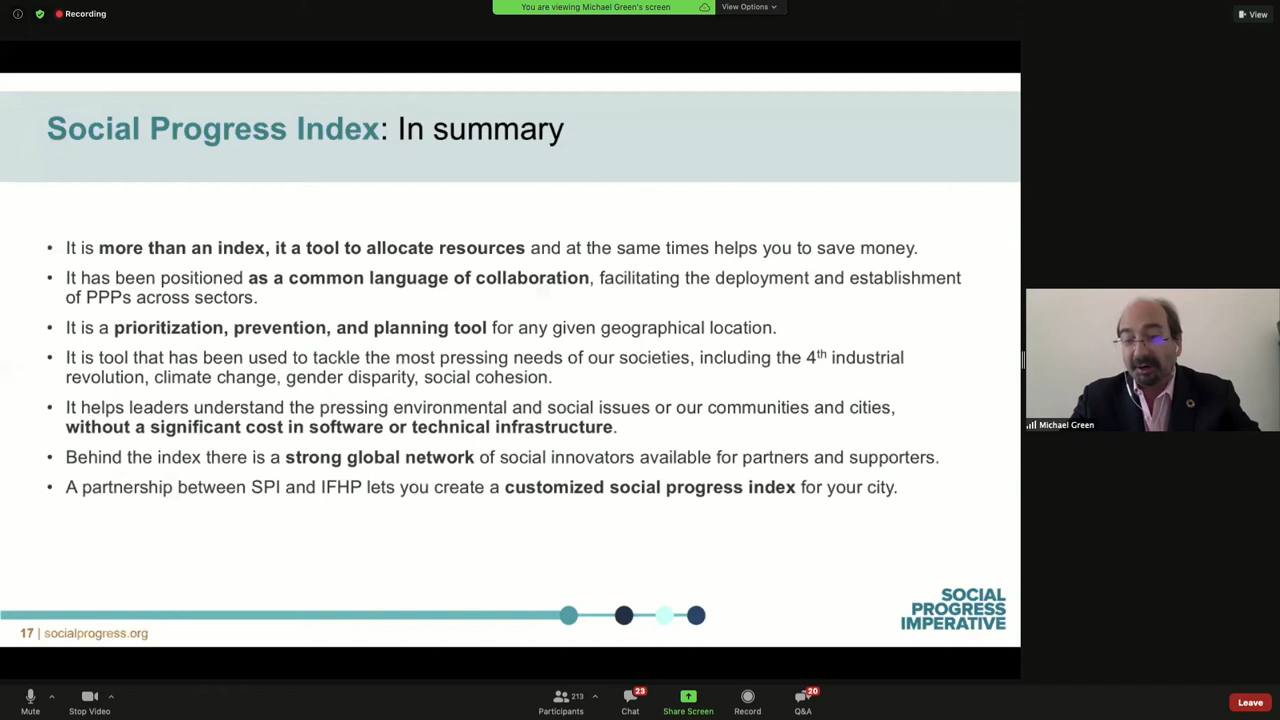 Recording
You are viewing Michael Green's screen
View Options
View
Social Progress Index: In summary
• It is more than an index, it a tool to allocate resources and at the same times helps you to save money.
• It has been positioned as a common language of collaboration, facilitating the deployment and establishment
of PPPs across sectors.
• It is a prioritization, prevention, and planning tool for any given geographical location.
• It is tool that has been used to tackle the most pressing needs of our societies, including the 4th industrial
revolution, climate change, gender disparity, social cohesion.
• It helps leaders understand the pressing environmental and social issues or our communities and cities,
without a significant cost in software or technical infrastructure.
• Behind the index there is a strong global network of social innovators available for partners and supporters.
• A partnership between SPI and IFHP lets you create a customized social progress index for your city.
Michael Green
SOCIAL
PROGRESS
IMPERATIVE
17 | socialprogress.org
213
23
20
Mute
Stop Video
Participants
Chat
Share Screen
Record
Q&A
Leave